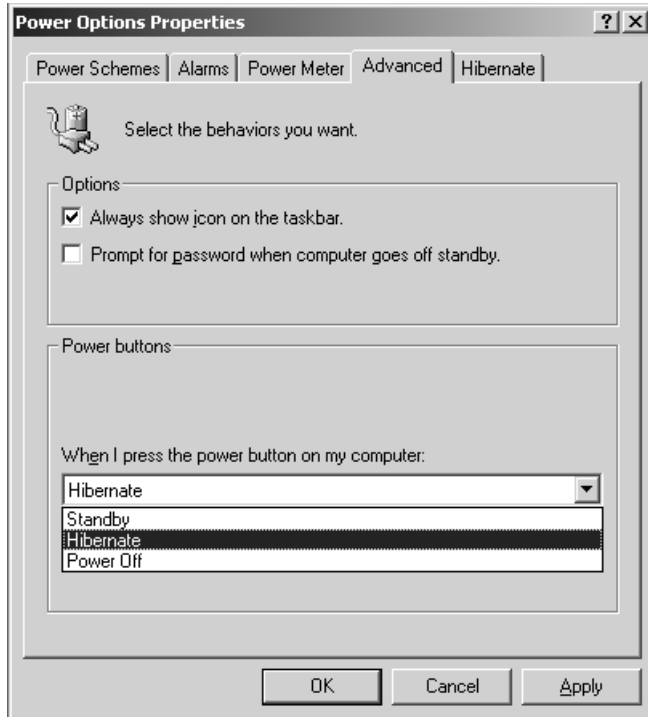 Power Options Properties
Power Schemes Alarms Power Meter Advanced Hibernate
Select the behaviors you want.
Options
Always show icon on the taskbar.
Prompt for password when computer goes off standby.
Power buttons
When I press the power button on my computer:
Hibernate
Standby
Hibernate
Power Off
OK Cancel Apply